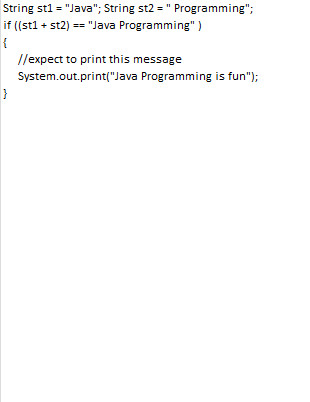 String st1 = "Java"; String st2 = " Programming";
if ((st1 + st2) == "Java Programming" )
{
//expect to print this message
System.out.print("Java Programming is fun");
}